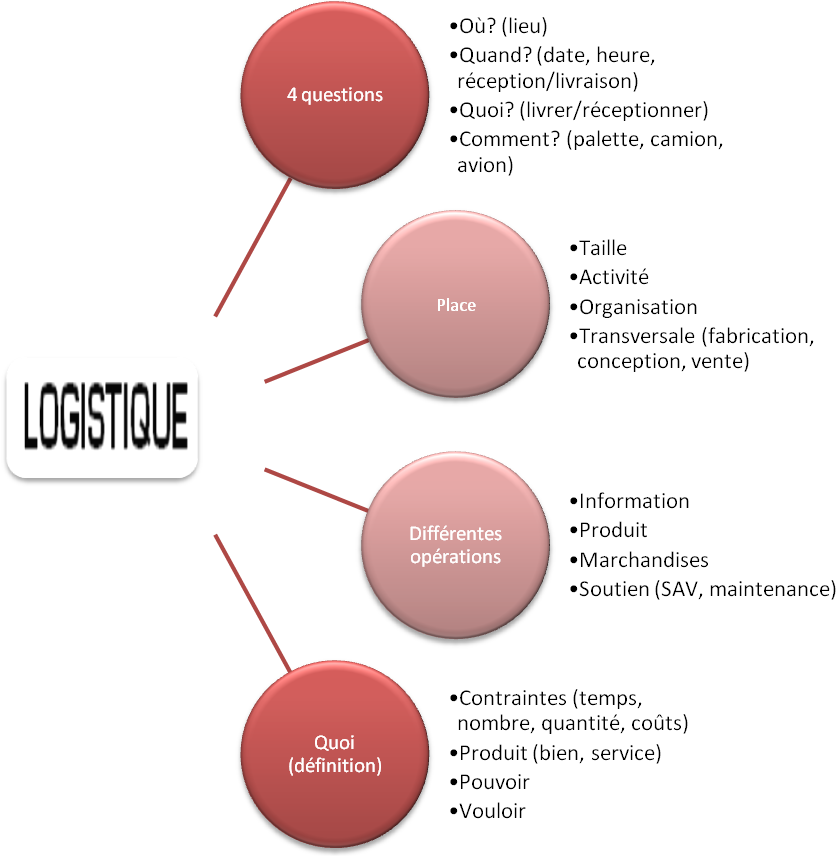 4 questions
•Où? (lieu)
•Quand? (date, heure,
réception/livraison)
•Quoi? (livrer/réceptionner)
•Comment? (palette, camion,
avion)
Place
•Taille
•Activité
•Organisation
•Transversale (fabrication,
conception, vente)
LOGISTIQUE
Différentes
opérations
•Information
•Produit
•Marchandises
•Soutien (SAV, maintenance)
Quoi
(définition)
•Contraintes (temps,
nombre, quantité, coûts)
•Produit (bien, service)
•Pouvoir
•Vouloir